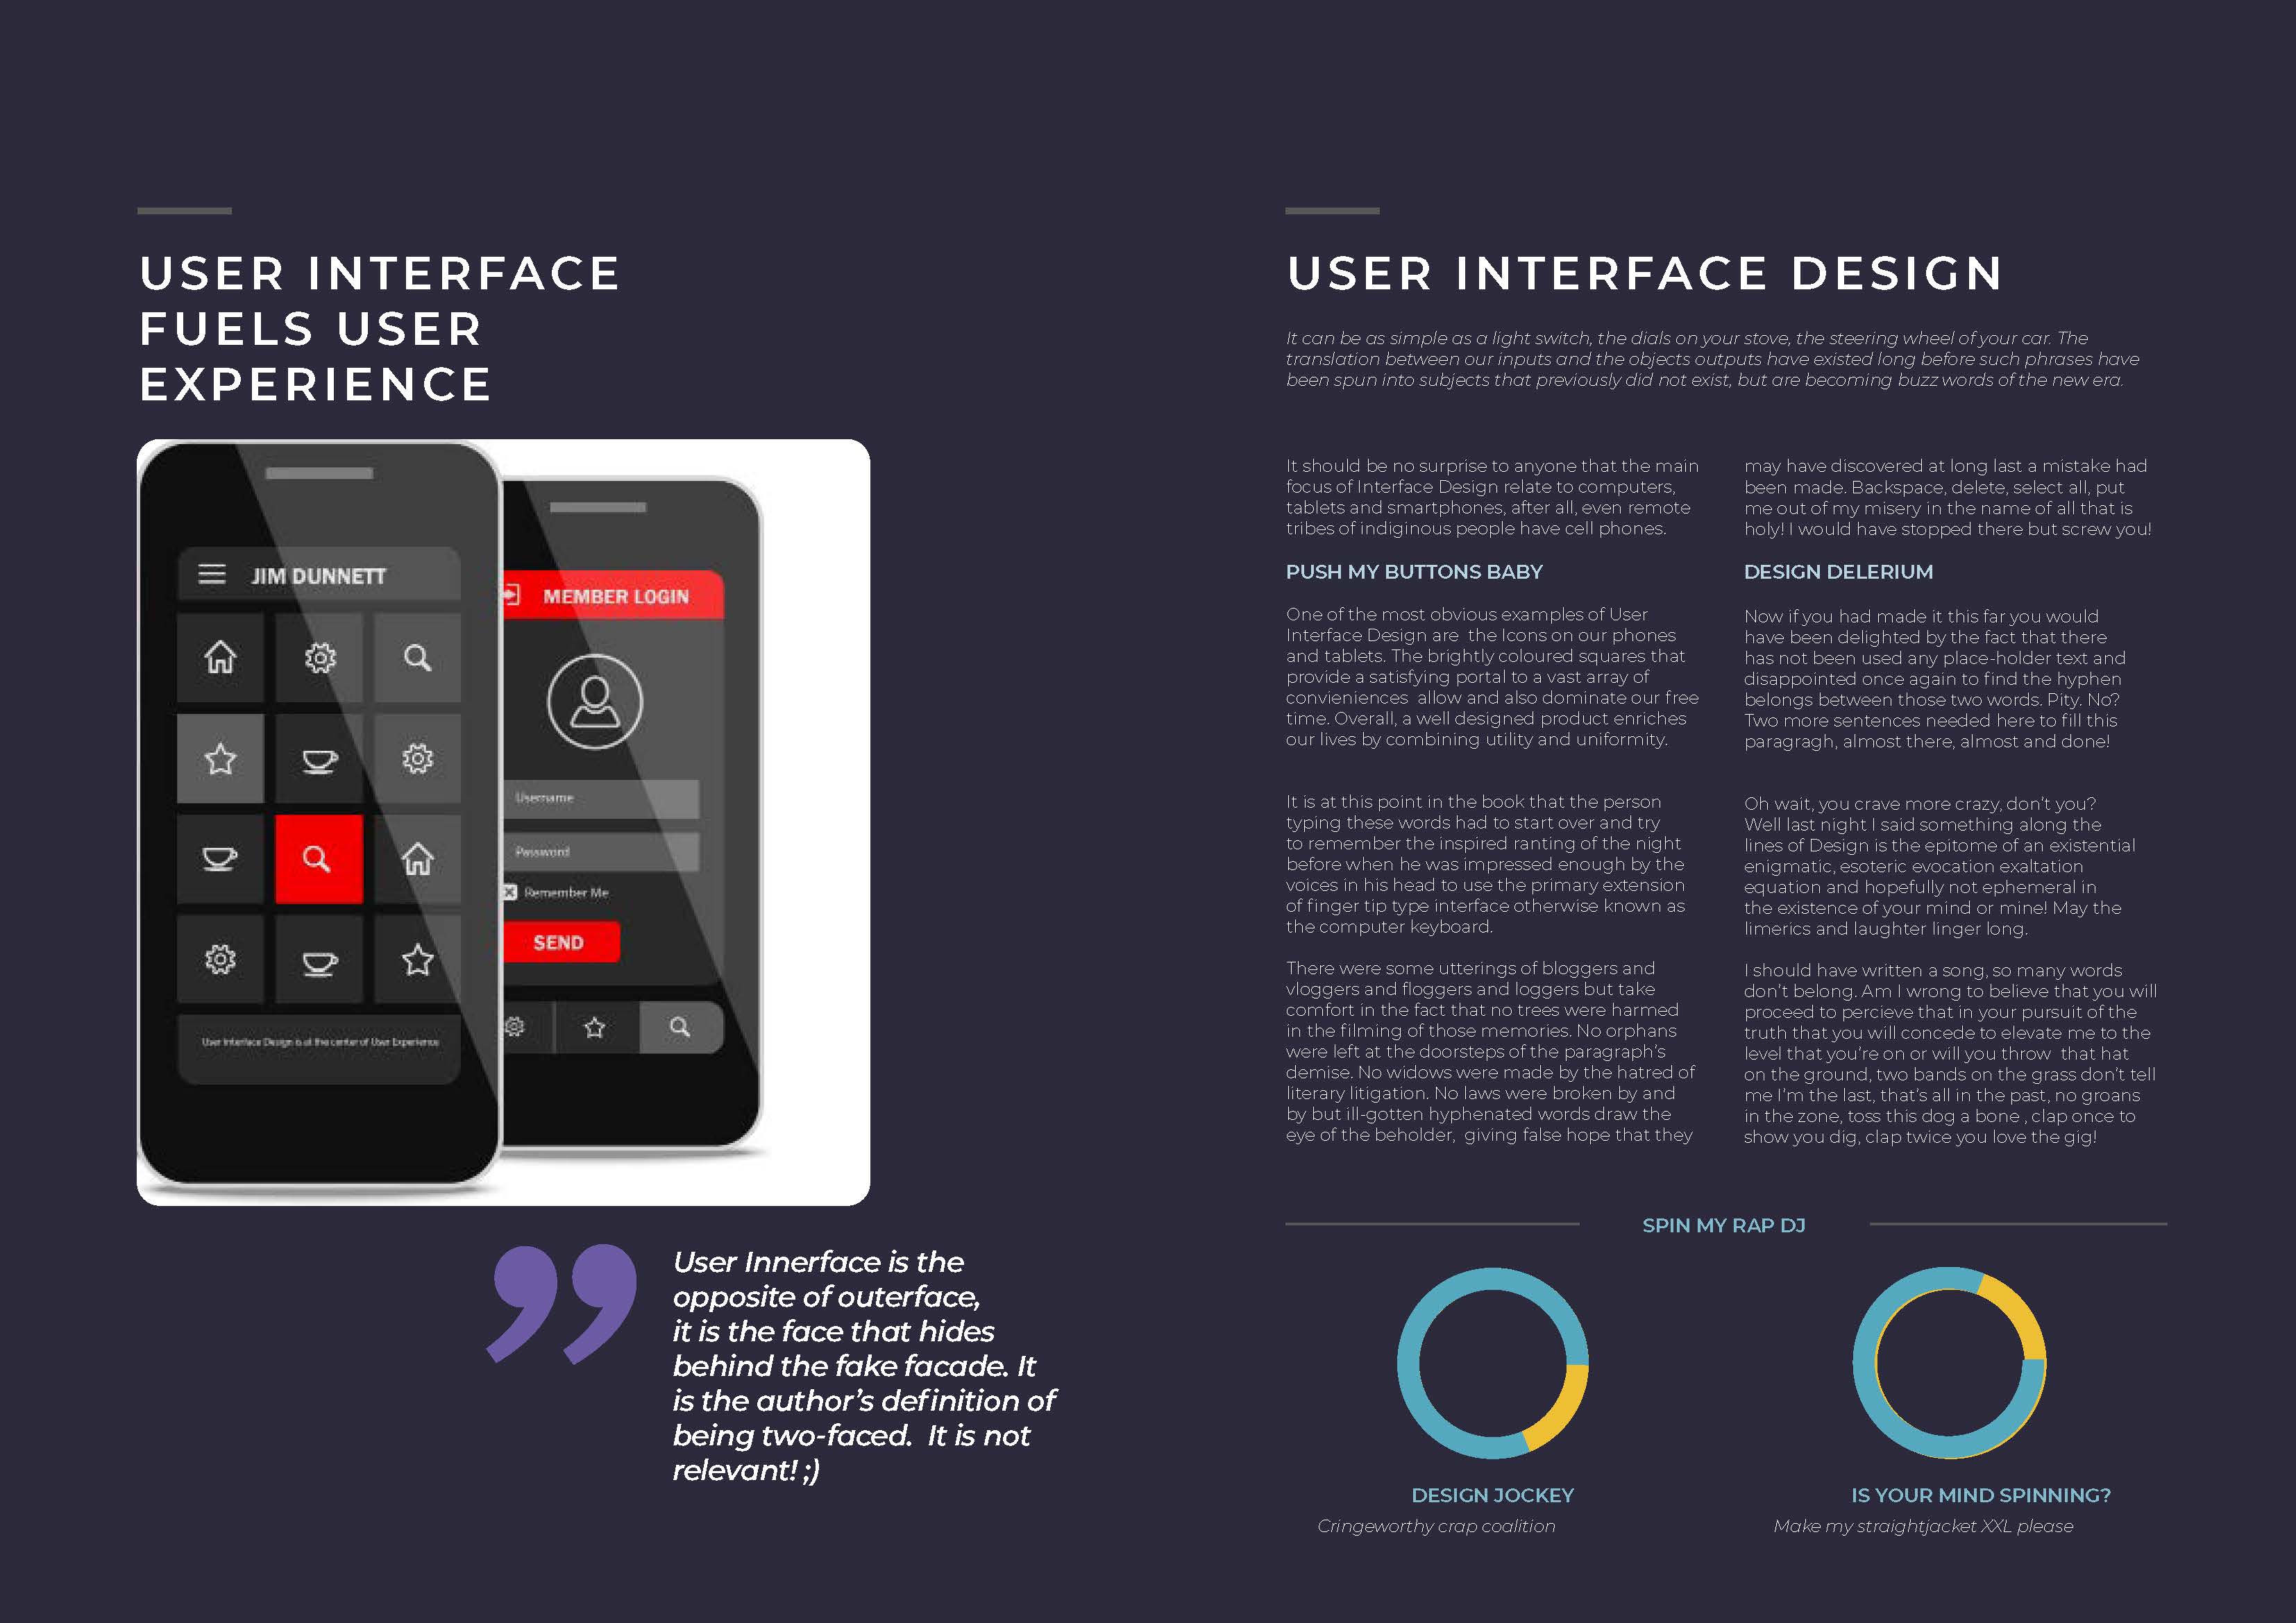 USER INTERFACE
FUELS USER
EXPERIENCE
JIM DUNNETT
User Interface Design is at the center of User Experience
MEMBER LOGIN
Username
Password
Remember Me
SEND
User Innerface is the
opposite of outerface,
it is the face that hides
behind the fake facade. It
is the author's definition of
being two-faced.  It is not
relevant! ;)
USER INTERFACE DESIGN
It can be as simple as a light switch, the dials on your stove, the steering wheel of your car. The
translation between our inputs and the objects outputs have existed long before such phrases have
been spun into subjects that previously did not exist, but are becoming buzz words of the new era.
It should be no surprise to anyone that the main
focus of Interface Design relate to computers,
tablets and smartphones, after all, even remote
tribes of indiginous people have cell phones.
PUSH MY BUTTONS BABY
One of the most obvious examples of User
Interface Design are  the Icons on our phones
and tablets. The brightly coloured squares that
provide a satisfying portal to a vast array of
convieniences  allow and also dominate our free
time. Overall, a well designed product enriches
our lives by combining utility and uniformity.
It is at this point in the book that the person
typing these words had to start over and try
to remember the inspired ranting of the night
before when he was impressed enough by the
voices in his head to use the primary extension
of finger tip type interface otherwise known as
the computer keyboard.
There were some utterings of bloggers and
vloggers and floggers and loggers but take
comfort in the fact that no trees were harmed
in the filming of those memories. No orphans
were left at the doorsteps of the paragraph's
demise. No widows were made by the hatred of
literary litigation. No laws were broken by and
by but ill-gotten hyphenated words draw the
eye of the beholder,  giving false hope that they
may have discovered at long last a mistake had
been made. Backspace, delete, select all, put
me out of my misery in the name of all that is
holy! I would have stopped there but screw you!
DESIGN DELERIUM
Now if you had made it this far you would
have been delighted by the fact that there
has not been used any place-holder text and
disappointed once again to find the hyphen
belongs between those two words. Pity. No?
Two more sentences needed here to fill this
paragragh, almost there, almost and done!
Oh wait, you crave more crazy, don't you?
Well last night I said something along the
lines of Design is the epitome of an existential
enigmatic, esoteric evocation exaltation
equation and hopefully not ephemeral in
the existence of your mind or mine! May the
limerics and laughter linger long.
I should have written a song, so many words
don't belong. Am I wrong to believe that you will
proceed to percieve that in your pursuit of the
truth that you will concede to elevate me to the
level that you're on or will you throw  that hat
on the ground, two bands on the grass don't tell
me I'm the last, that's all in the past, no groans
in the zone, toss this dog a bone , clap once to
show you dig, clap twice you love the gig!
SPIN MY RAP DJ
DESIGN JOCKEY
Cringeworthy crap coalition
IS YOUR MIND SPINNING?
Make my straightjacket XXL please